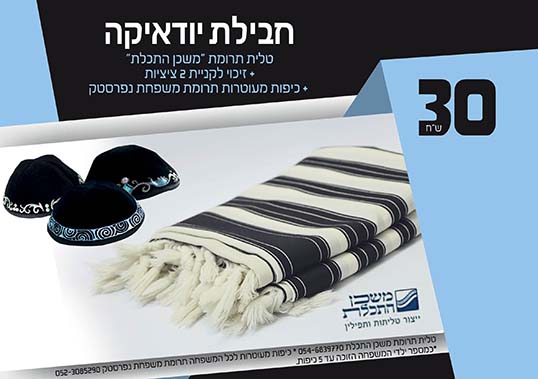 חבילת יודאיקה
טלית תרומת "משכן התכלת"
+ זיכוי לקניית 2 ציציות
+ כיפות מעוטרות תרומת משפחת נפרסטק
30
ש"ח
משכן
התכלת
ייצור טליתות ותפילין
טלית תרומת משכן התכלת 054-6839770 * כיפות מעוטרות לכל המשפחה תרומת משפחת נפרסטק 052-3085290
*כמספר ילדי המשפחה הזוכה עד 5 כיפות.